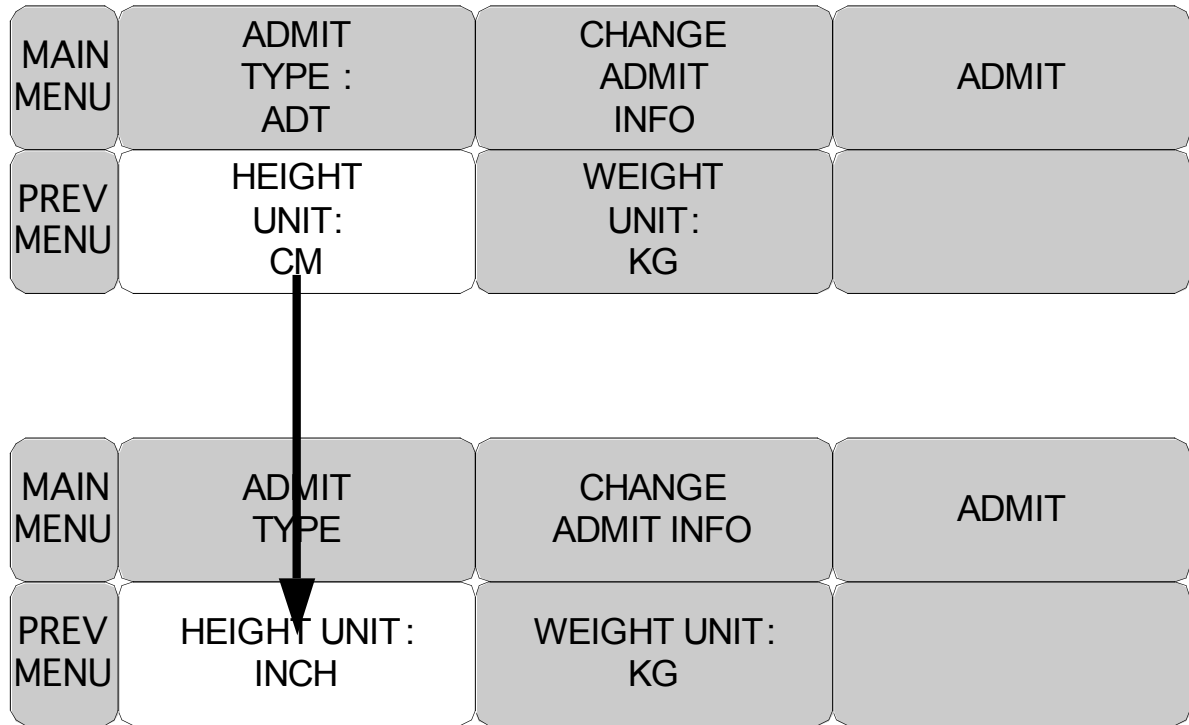 MAIN
MENU
ADMIT
TYPE :
ADT
CHANGE
ADMIT
INFO
ADMIT
PREV
MENU
HEIGHT
UNIT:
CM
WEIGHT
UNIT:
KG
MAIN
MENU
ADMIT
TYPE
CHANGE
ADMIT INFO
ADMIT
PREV
MENU
HEIGHT UNIT:
INCH
WEIGHT UNIT:
KG